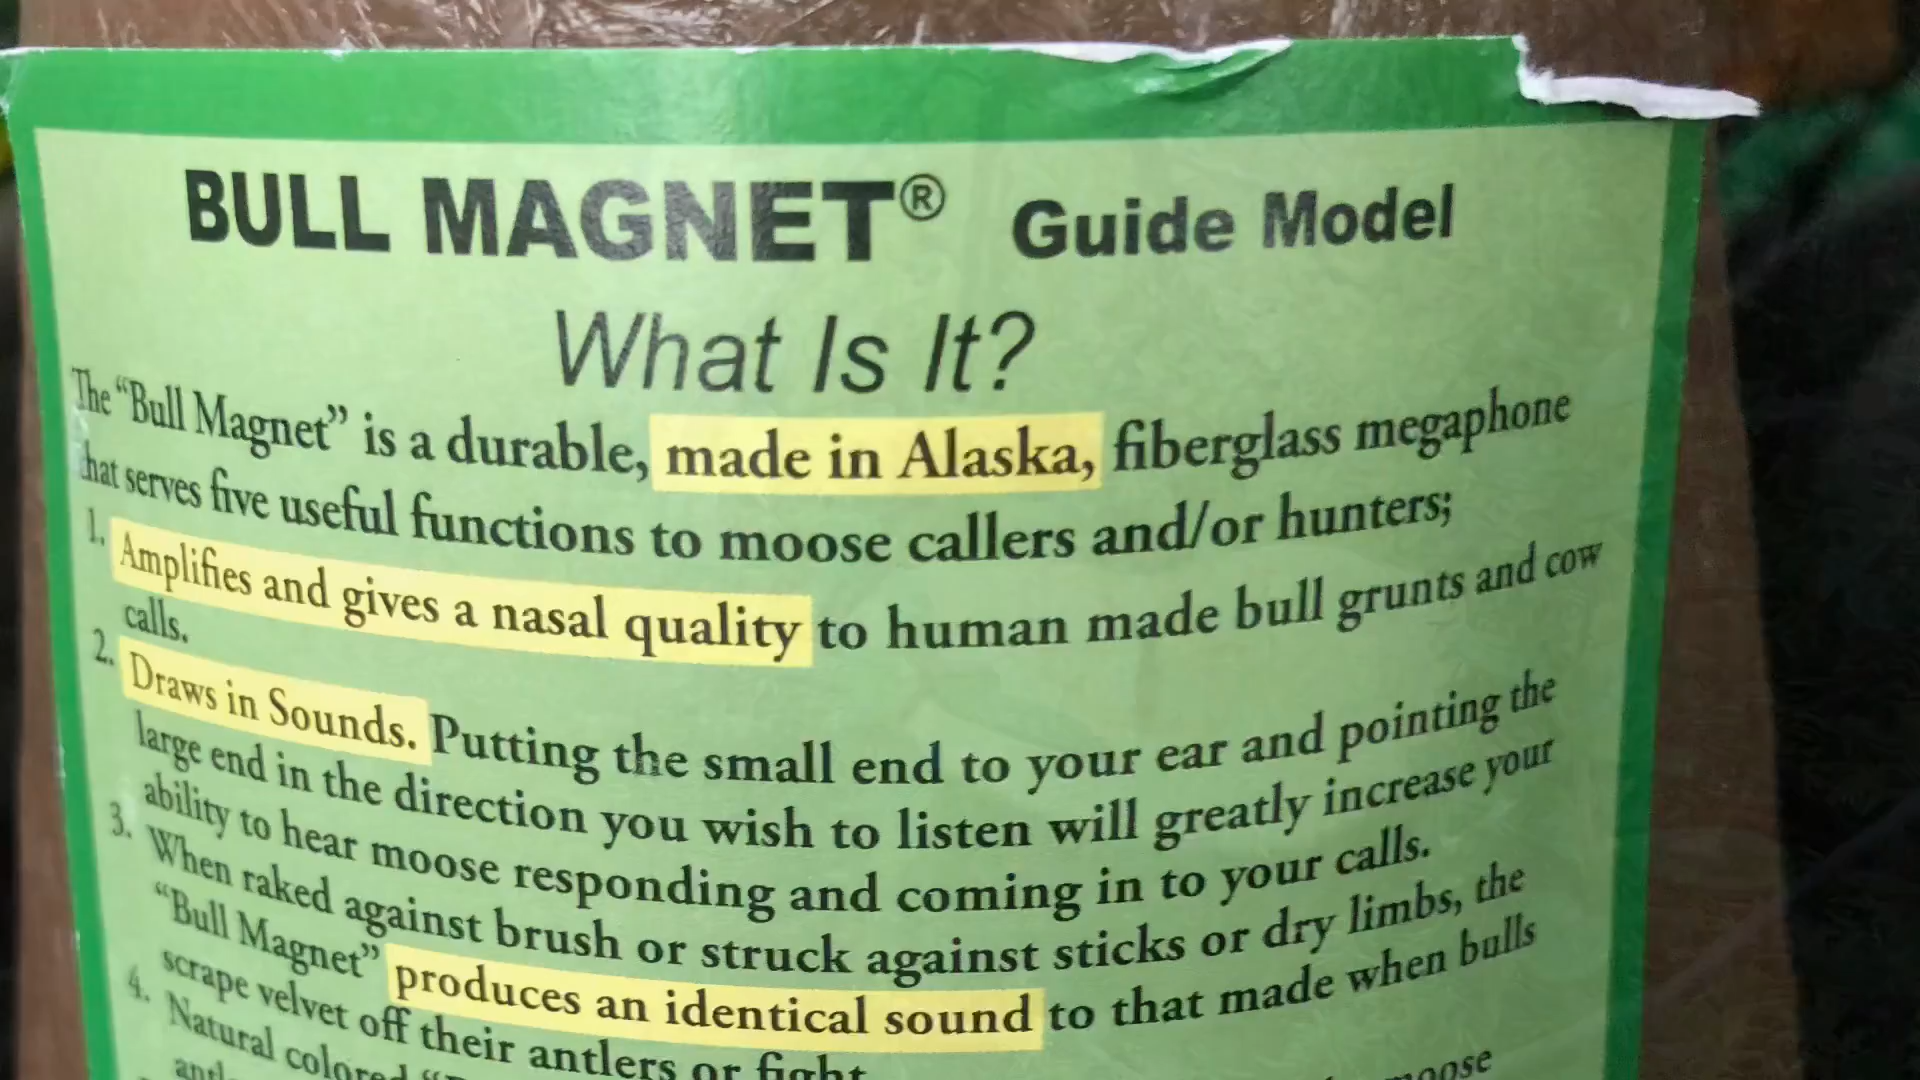 BULL MAGNET® Guide Model
What Is It?
The “Bull Magnet” is a durable, made in Alaska, fiberglass megaphone
that serves five useful functions to moose callers and/or hunters;
1. Amplifies and gives a nasal quality to human made bull grunts and cow
calls.
2. Draws in Sounds. Putting the small end to your ear and pointing the
large end in the direction you wish to listen will greatly increase your
ability to hear moose responding and coming in to your calls.
3. When raked against brush or struck against sticks or dry limbs, the
“Bull Magnet” produces an identical sound to that made when bulls
scrape velvet off their antlers or fight
4. Natural colored
moose